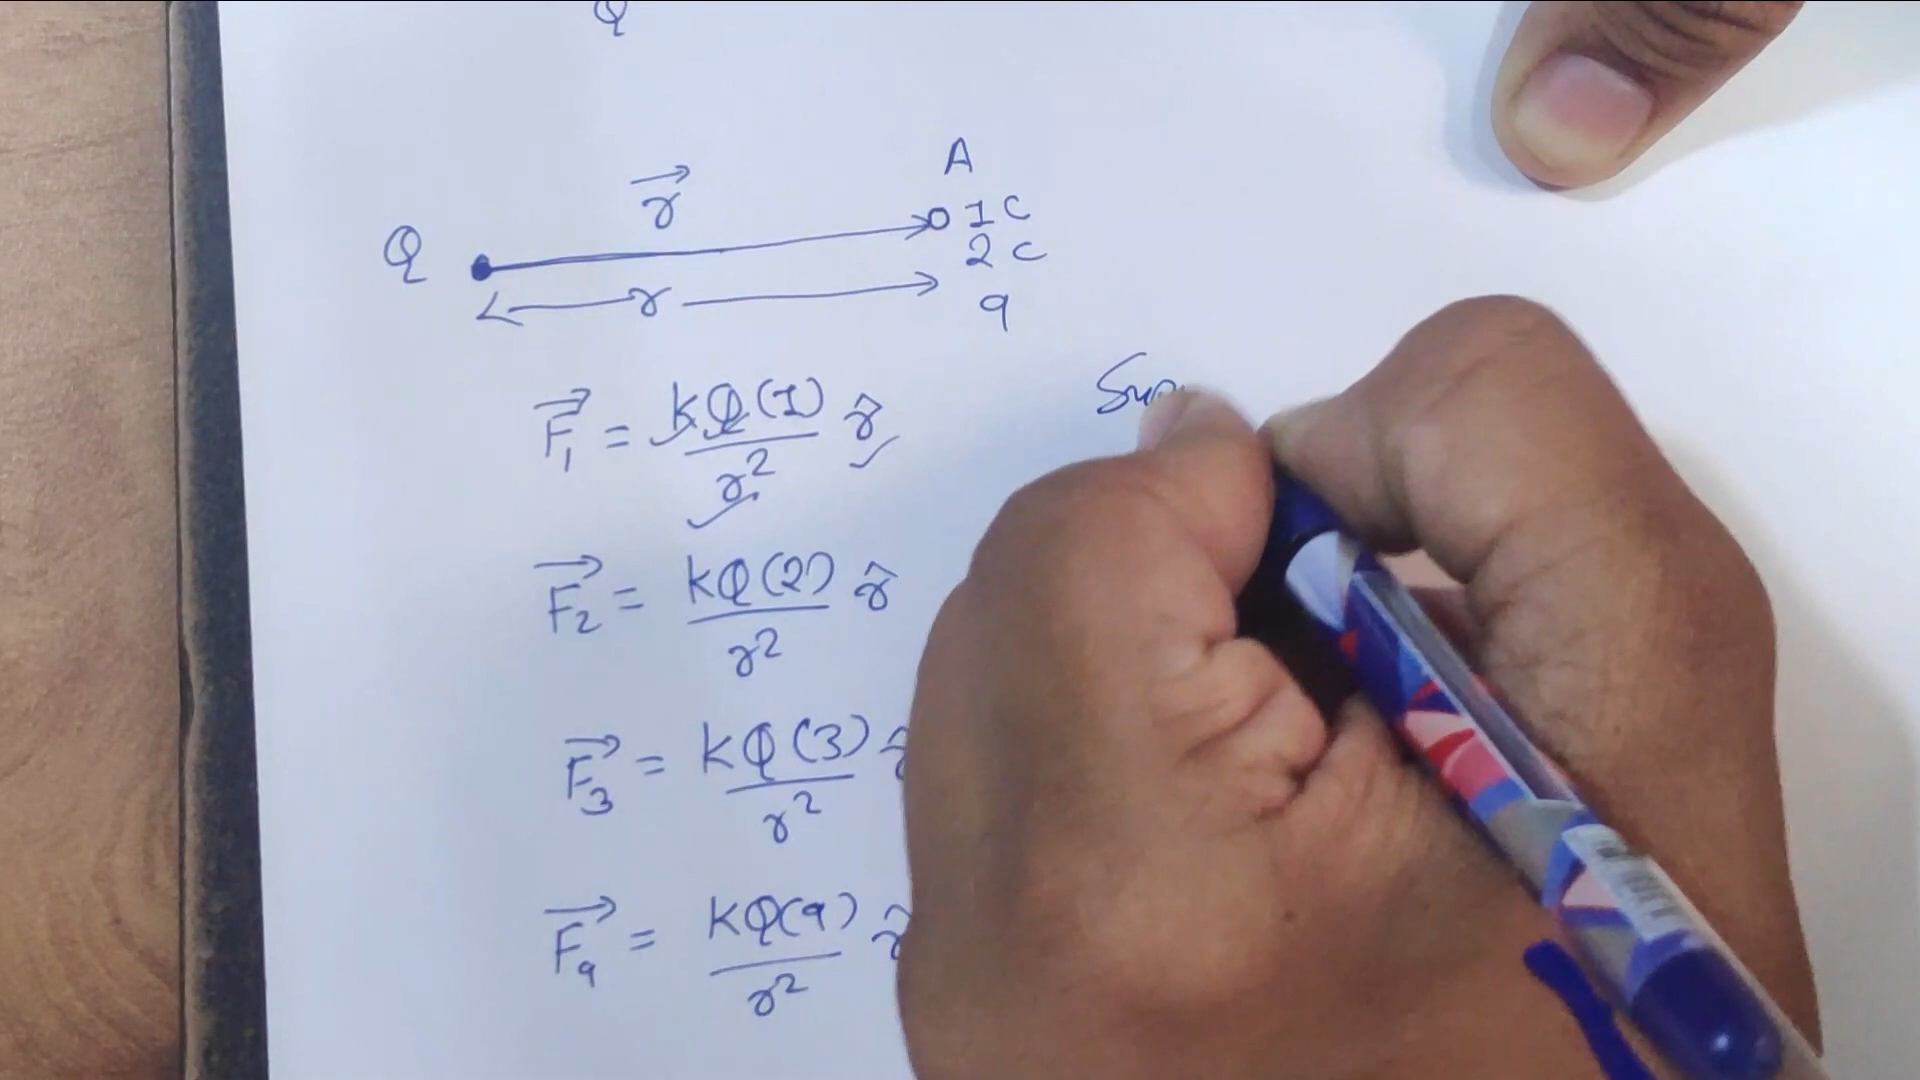 Q
A
r⃗
1 C
Q
2 C
r
q
F⃗₁ = kQ(1)/r² r̂
F⃗₂ = kQ(2)/r² r̂
F⃗₃ = kQ(3)/r² r̂
F⃗q = kQ(q)/r² r̂